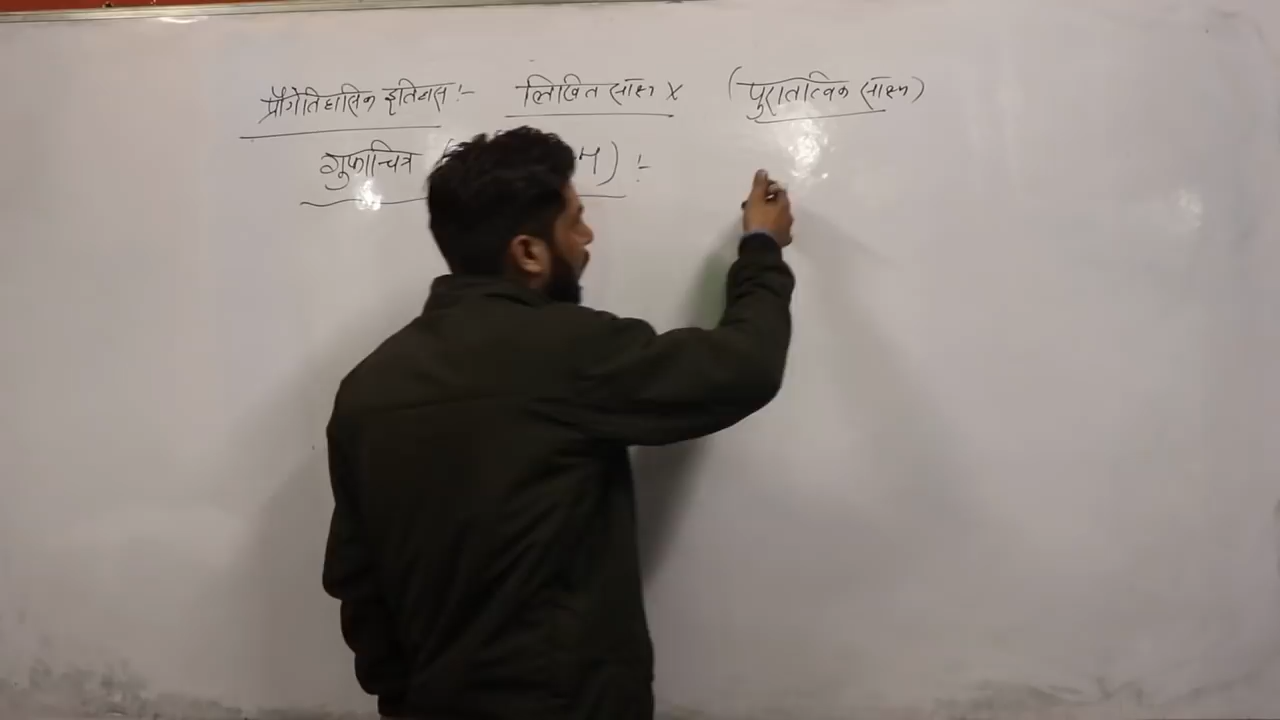 प्रौगेतिहासिक इतिहास :- लिखित साक्ष्य X (पुरातात्विक साक्ष्य)
गुफाचित्र ( ) :-